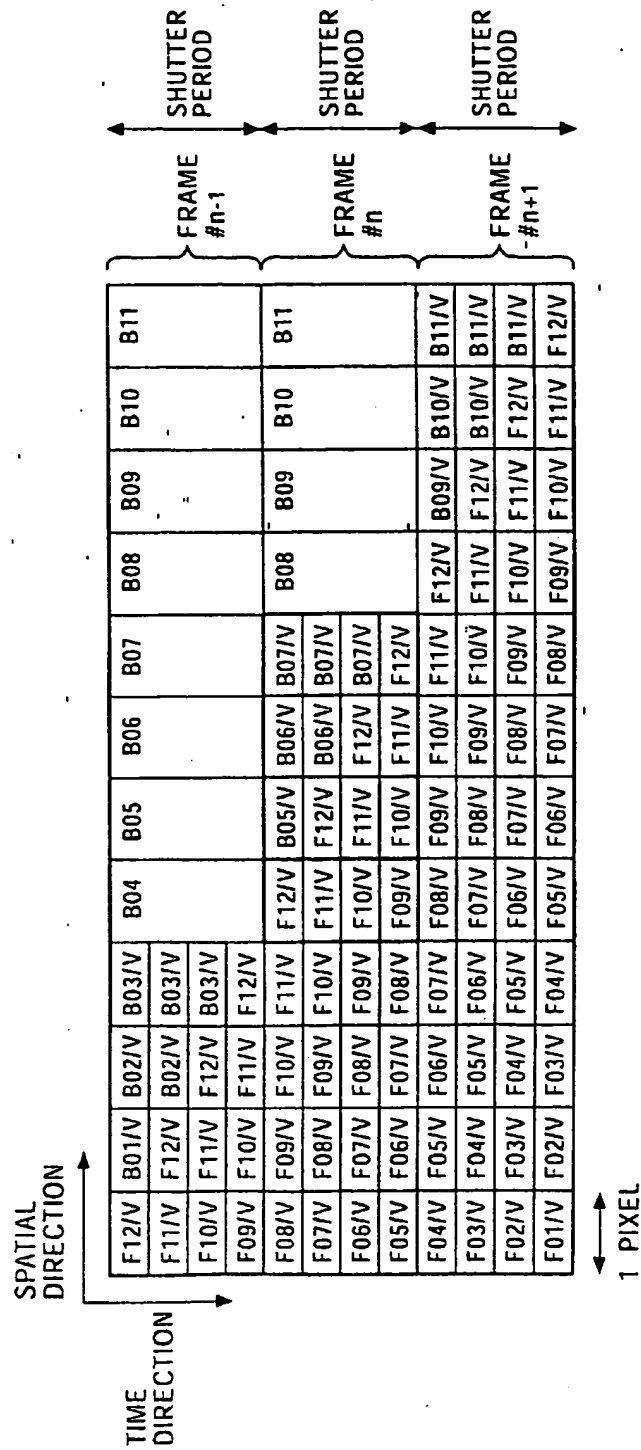 SPATIAL
DIRECTION
TIME
DIRECTION
F12/V B01/V B02/V B03/V B04 B05 B06 B07 B08 B09 B10 B11
F11/V F12/V B02/V B03/V
F10/V F11/V F12/V B03/V
F09/V F10/V F11/V F12/V
FRAME
#n-1
SHUTTER
PERIOD
F08/V F09/V F10/V F11/V F12/V B05/V B06/V B07/V B08 B09 B10 B11
F07/V F08/V F09/V F10/V F11/V F12/V B06/V B07/V
F06/V F07/V F08/V F09/V F10/V F11/V F12/V B07/V
F05/V F06/V F07/V F08/V F09/V F10/V F11/V F12/V
FRAME
#n
SHUTTER
PERIOD
F04/V F05/V F06/V F07/V F08/V F09/V F10/V F11/V F12/V B09/V B10/V B11/V
F03/V F04/V F05/V F06/V F07/V F08/V F09/V F10/V F11/V F12/V B10/V B11/V
F02/V F03/V F04/V F05/V F06/V F07/V F08/V F09/V F10/V F11/V F12/V B11/V
F01/V F02/V F03/V F04/V F05/V F06/V F07/V F08/V F09/V F10/V F11/V F12/V
FRAME
#n+1
SHUTTER
PERIOD
1 PIXEL